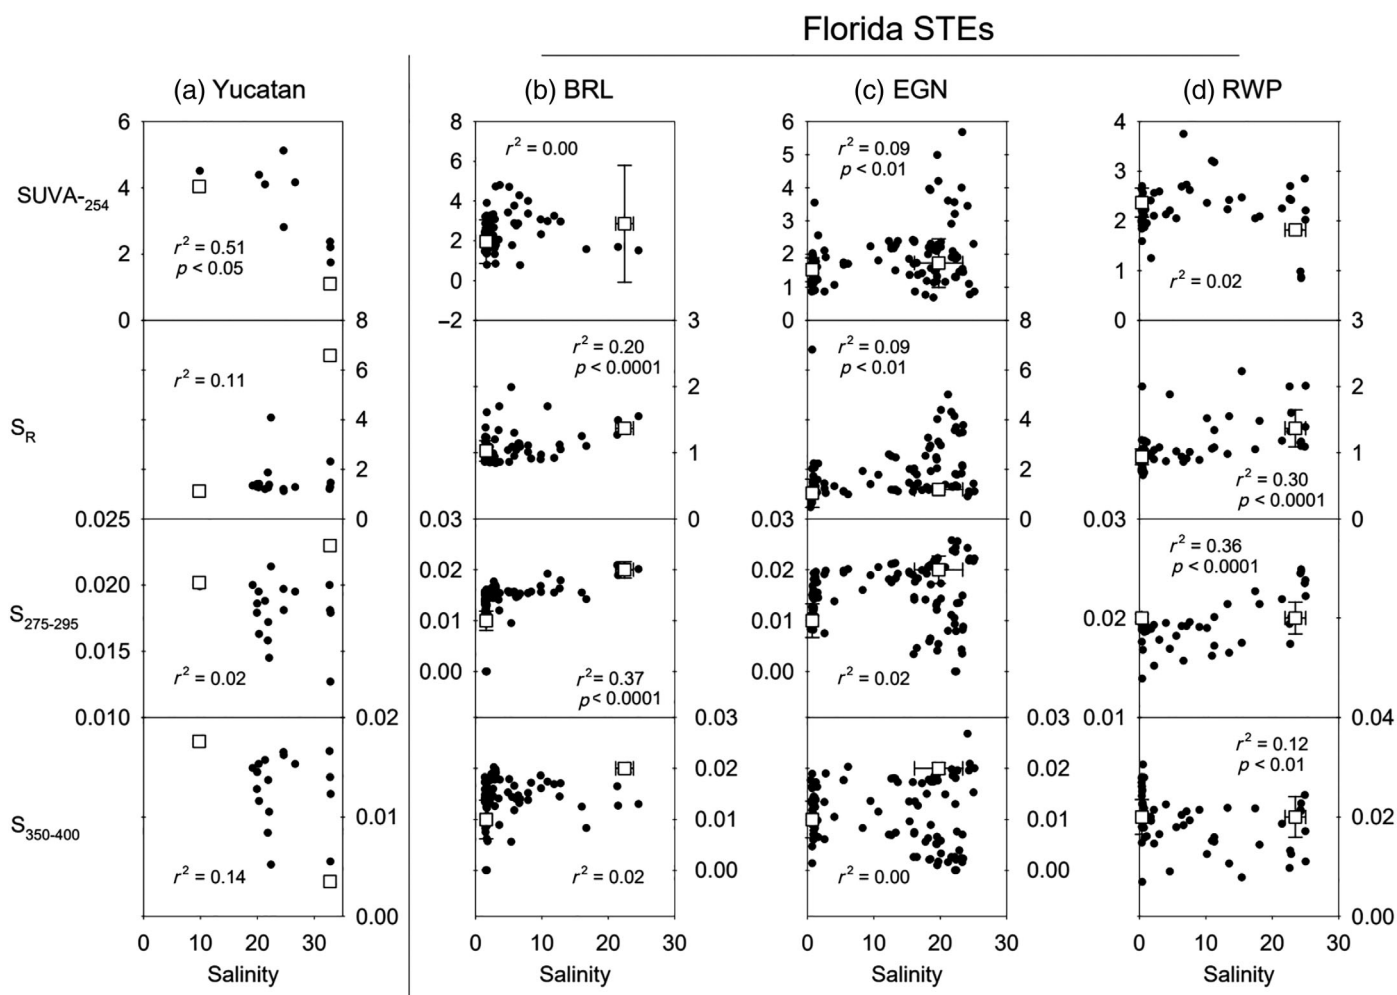 Florida STEs
(a) Yucatan
(b) BRL
(c) EGN
(d) RWP
SUVA-254
6
4
2
0
r² = 0.51
p < 0.05
8
6
4
2
0
–2
r² = 0.00
6
5
4
3
2
1
0
r² = 0.09
p < 0.01
4
3
2
1
0
r² = 0.02
SR
8
6
4
2
0
r² = 0.11
3
2
1
0
r² = 0.20
p < 0.0001
8
6
4
2
0
r² = 0.09
p < 0.01
3
2
1
0
r² = 0.30
p < 0.0001
S275-295
0.025
0.020
0.015
0.010
r² = 0.02
0.03
0.02
0.01
0.00
r² = 0.37
p < 0.0001
0.03
0.02
0.01
0.00
r² = 0.02
0.03
0.02
0.01
r² = 0.36
p < 0.0001
S350-400
0.02
0.01
0.00
r² = 0.14
0.03
0.02
0.01
0.00
r² = 0.02
0.03
0.02
0.01
0.00
r² = 0.00
0.04
0.02
0.00
r² = 0.12
p < 0.01
0 10 20 30
0 10 20 30
0 10 20 30
0 10 20 30
Salinity
Salinity
Salinity
Salinity